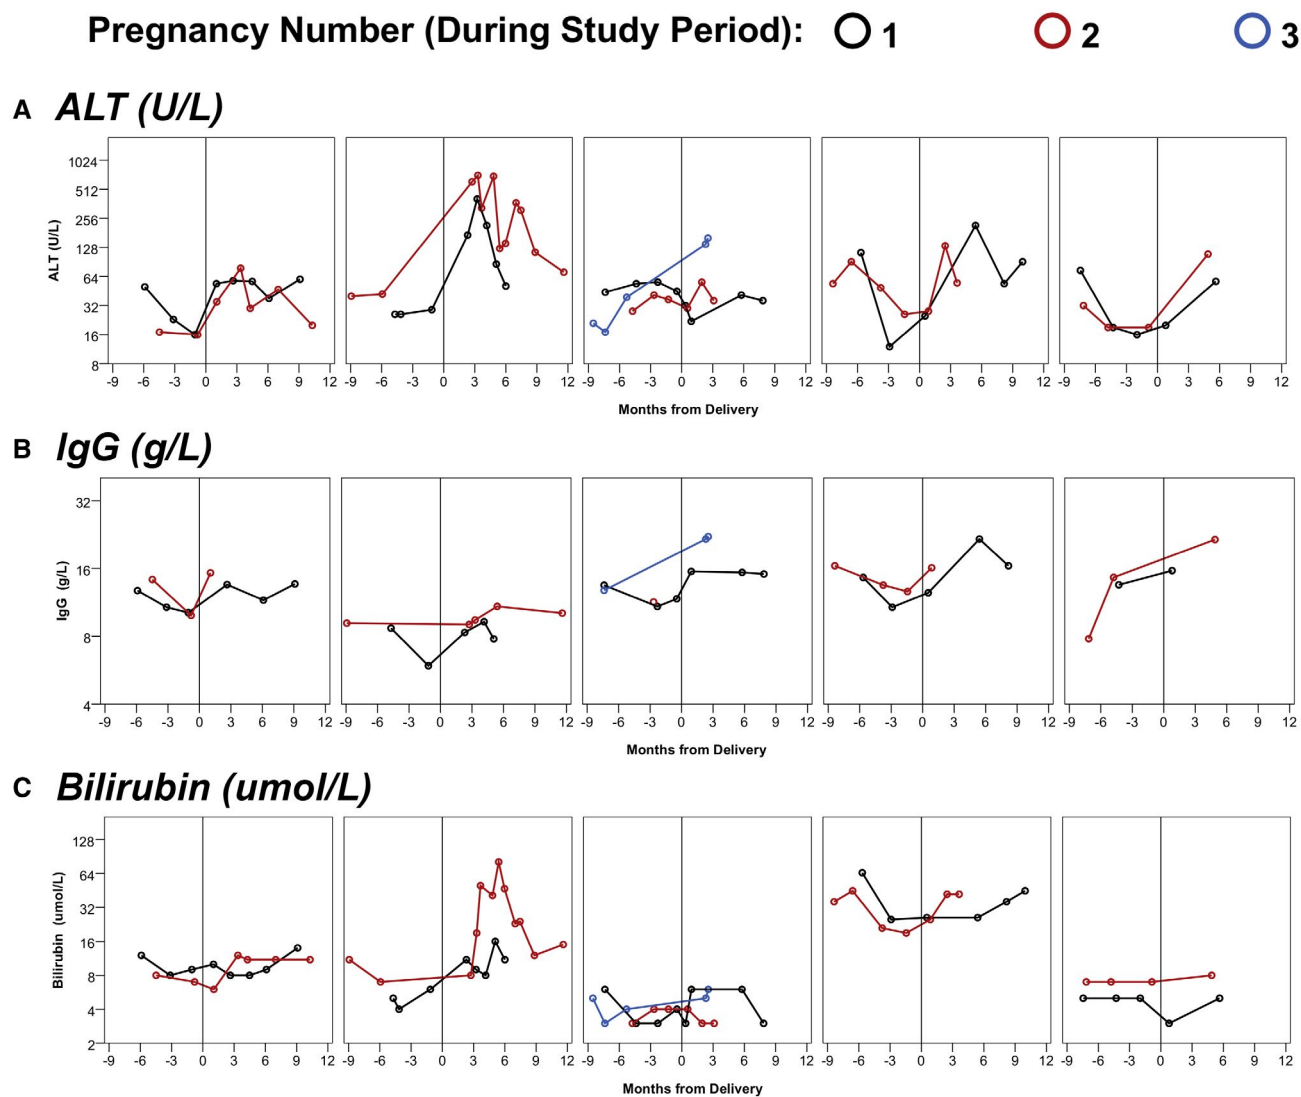 Pregnancy Number (During Study Period): 1 2 3
A ALT (U/L)
ALT (U/L)
1024
512
256
128
64
32
16
8
-9 -6 -3 0 3 6 9 12 -9 -6 -3 0 3 6 9 12 -9 -6 -3 0 3 6 9 12 -9 -6 -3 0 3 6 9 12 -9 -6 -3 0 3 6 9 12
Months from Delivery
B IgG (g/L)
IgG (g/L)
32
16
8
4
-9 -6 -3 0 3 6 9 12 -9 -6 -3 0 3 6 9 12 -9 -6 -3 0 3 6 9 12 -9 -6 -3 0 3 6 9 12 -9 -6 -3 0 3 6 9 12
Months from Delivery
C Bilirubin (umol/L)
Bilirubin (umol/L)
128
64
32
16
8
4
2
-9 -6 -3 0 3 6 9 12 -9 -6 -3 0 3 6 9 12 -9 -6 -3 0 3 6 9 12 -9 -6 -3 0 3 6 9 12 -9 -6 -3 0 3 6 9 12
Months from Delivery